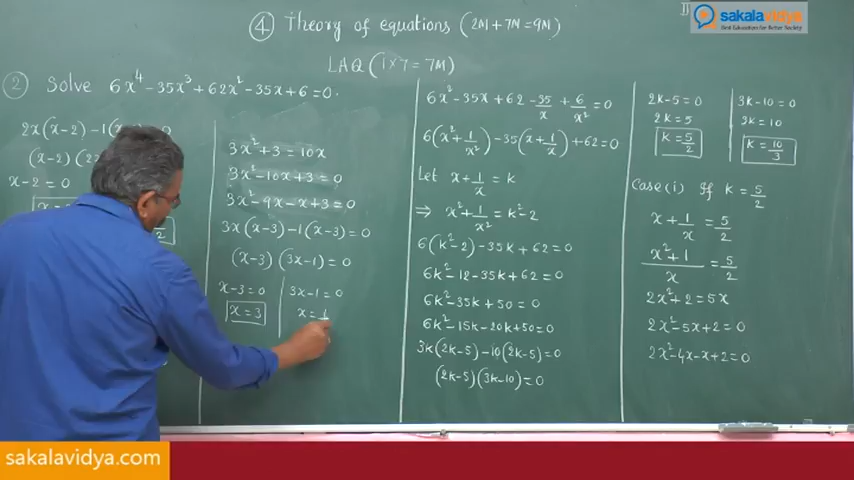 ④ Theory of equations (2M+7M=9M)
sakalavidya
LAQ (1×7=7M)
② Solve 6x⁴-35x³+62x²-35x+6=0.
2x(x-2)-1(
(x-2)(2
x-2=0
3x²+3=10x
3x²-10x+3=0
3x²-9x-x+3=0
3x(x-3)-1(x-3)=0
(x-3)(3x-1)=0
x-3=0
x=3
3x-1=0
x=1
6x²-35x+62-35/x+6/x²=0
6(x²+1/x²)-35(x+1/x)+62=0
Let x+1/x=k
⇒ x²+1/x²=k²-2
6(k²-2)-35k+62=0
6k²-12-35k+62=0
6k²-35k+50=0
6k²-15k-20k+50=0
3k(2k-5)-10(2k-5)=0
(2k-5)(3k-10)=0
2k-5=0
2k=5
k=5/2
3k-10=0
3k=10
k=10/3
Case(i) If k=5/2
x+1/x=5/2
x²+1/x=5/2
2x²+2=5x
2x²-5x+2=0
2x²-4x-x+2=0
sakalavidya.com